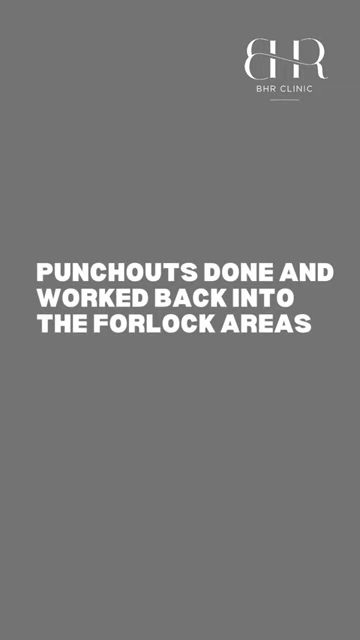 BHR
BHR CLINIC
PUNCHOUTS DONE AND
WORKED BACK INTO
THE FORLOCK AREAS